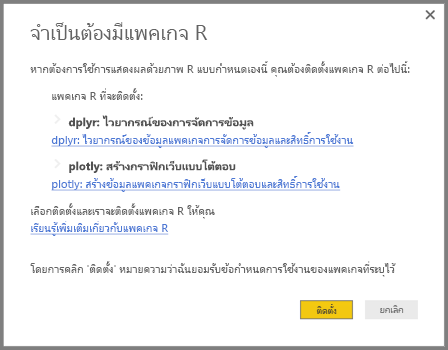 จำเป็นต้องมีแพคเกจ R
หากต้องการใช้การแสดงผลด้วยภาพ R แบบกำหนดเองนี้ คุณต้องติดตั้งแพคเกจ R ต่อไปนี้:
แพคเกจ R ที่จะติดตั้ง:
dplyr: ไวยากรณ์ของการจัดการข้อมูล
dplyr: ไวยากรณ์ของข้อมูลแพคเกจการจัดการข้อมูลและสิทธิ์การใช้งาน
plotly: สร้างกราฟิกเว็บแบบโต้ตอบ
plotly: สร้างข้อมูลแพคเกจกราฟิกเว็บแบบโต้ตอบและสิทธิ์การใช้งาน
เลือกติดตั้งและเราจะติดตั้งแพคเกจ R ให้คุณ
เรียนรู้เพิ่มเติมเกี่ยวกับแพคเกจ R
โดยการคลิก 'ติดตั้ง' หมายความว่าฉันยอมรับข้อกำหนดการใช้งานของแพคเกจที่ระบุไว้
ติดตั้ง ยกเลิก